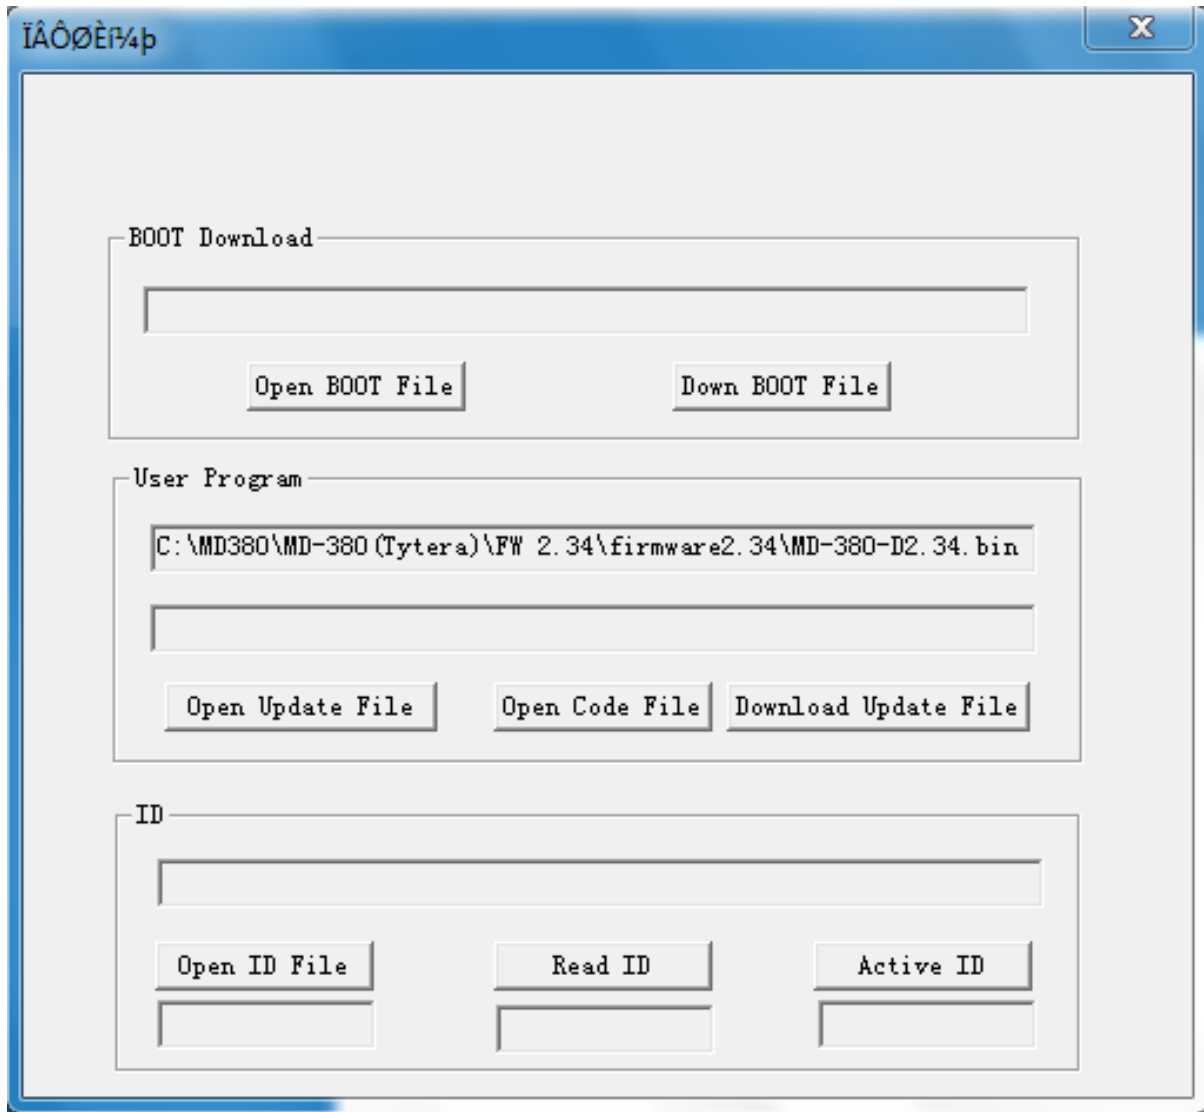 ÏÂÔØÈí¼þ
X
BOOT Download
Open BOOT File
Down BOOT File
User Program
C:\MD380\MD-380(Tytera)\FW 2.34\firmware2.34\MD-380-D2.34.bin
Open Update File
Open Code File
Download Update File
ID
Open ID File
Read ID
Active ID